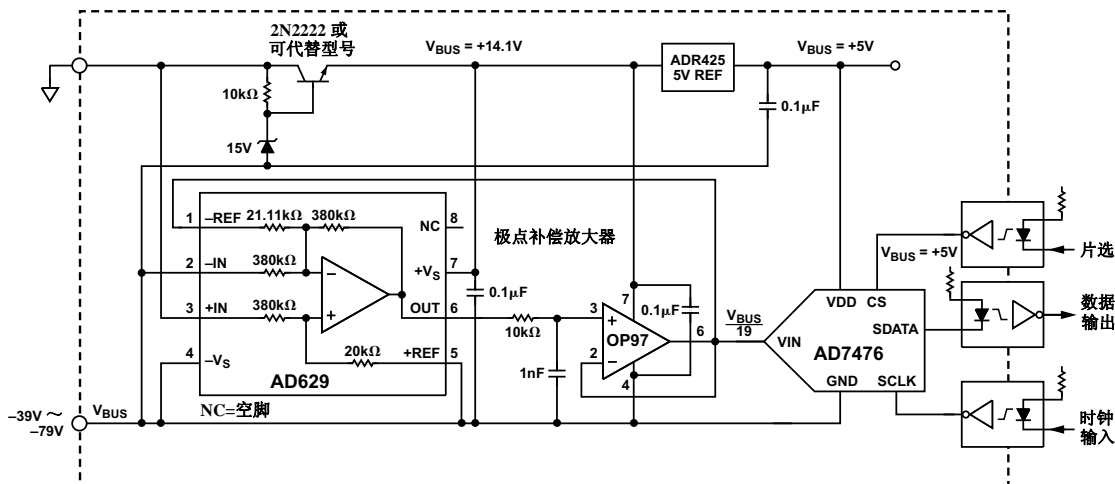 2N2222 或
可代替型号
V_BUS = +14.1V
V_BUS = +5V
ADR425
5V REF
10kΩ
0.1μF
15V
1
–REF
21.11kΩ
380kΩ
NC
8
2
–IN
380kΩ
+V_S
7
0.1μF
3
+IN
380kΩ
OUT
6
4
–V_S
20kΩ
+REF
5
AD629
NC=空脚
极点补偿放大器
10kΩ
1nF
3
2
7
0.1μF
OP97
6
4
V_BUS
19
VIN
VDD
CS
SDATA
AD7476
GND
SCLK
V_BUS = +5V
片选
数据
输出
时钟
输入
–39V ~
–79V
V_BUS
+
–
–
+